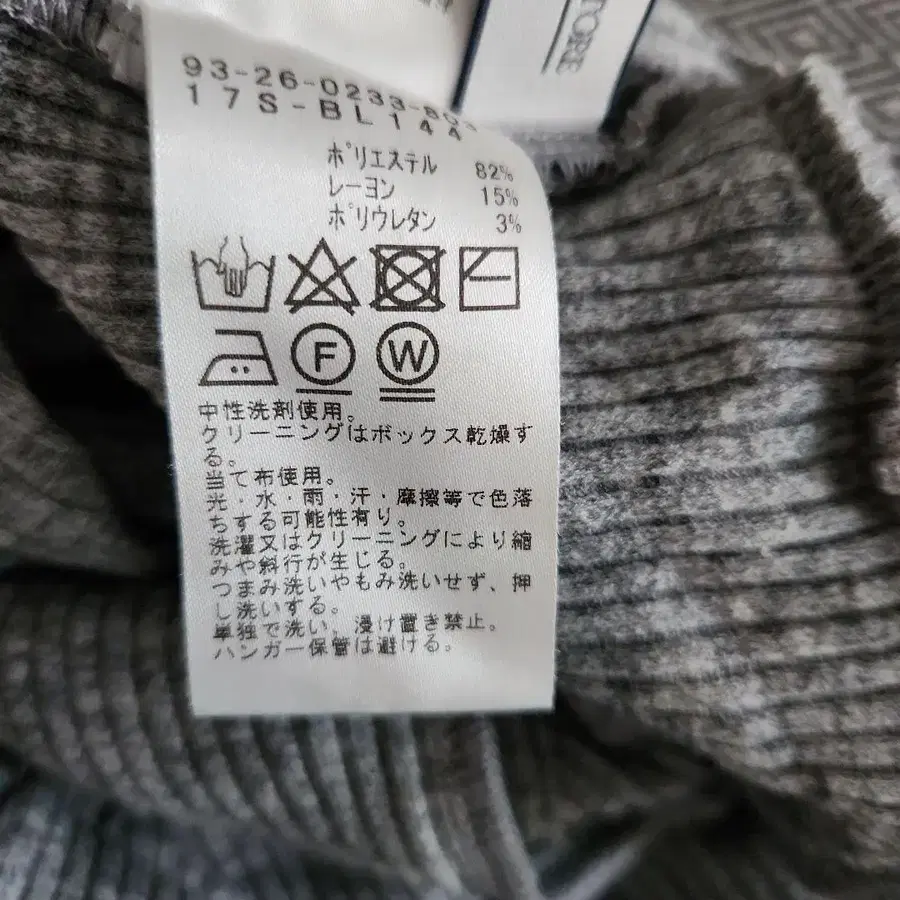 93-26-0233-803
17S-BL144
ポリエステル 82%
レーヨン 15%
ポリウレタン 3%
F
W
中性洗剤使用。
クリーニングはボックス乾燥す
る。
当て布使用。
光・水・雨・汗・摩擦等で色落
ちする可能性有り。
洗濯又はクリーニングにより縮
みや斜行が生じる。
つまみ洗いやもみ洗いせず、押
し洗いする。
単独で洗い、浸け置き禁止。
ハンガー保管は避ける。